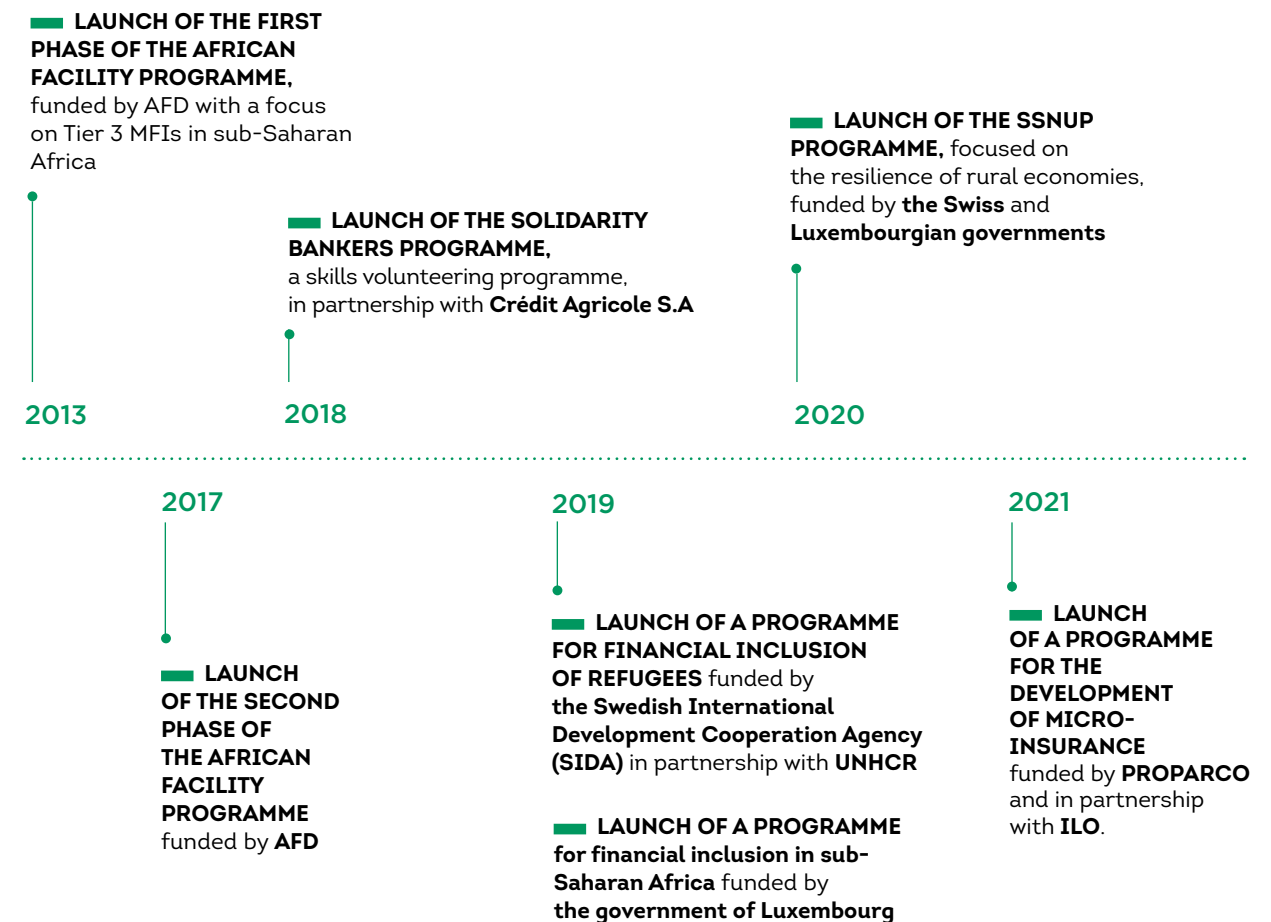 LAUNCH OF THE FIRST
PHASE OF THE AFRICAN
FACILITY PROGRAMME,
funded by AFD with a focus
on Tier 3 MFIs in sub-Saharan
Africa
2013
LAUNCH OF THE SOLIDARITY
BANKERS PROGRAMME,
a skills volunteering programme,
in partnership with Crédit Agricole S.A
2018
LAUNCH OF THE SSNUP
PROGRAMME, focused on
the resilience of rural economies,
funded by the Swiss and
Luxembourgian governments
2020
2017
LAUNCH
OF THE SECOND
PHASE OF
THE AFRICAN
FACILITY
PROGRAMME
funded by AFD
2019
LAUNCH OF A PROGRAMME
FOR FINANCIAL INCLUSION
OF REFUGEES funded by
the Swedish International
Development Cooperation Agency
(SIDA) in partnership with UNHCR
LAUNCH OF A PROGRAMME
for financial inclusion in sub-
Saharan Africa funded by
the government of Luxembourg
2021
LAUNCH
OF A PROGRAMME
FOR THE
DEVELOPMENT
OF MICRO-
INSURANCE
funded by PROPARCO
and in partnership
with ILO.